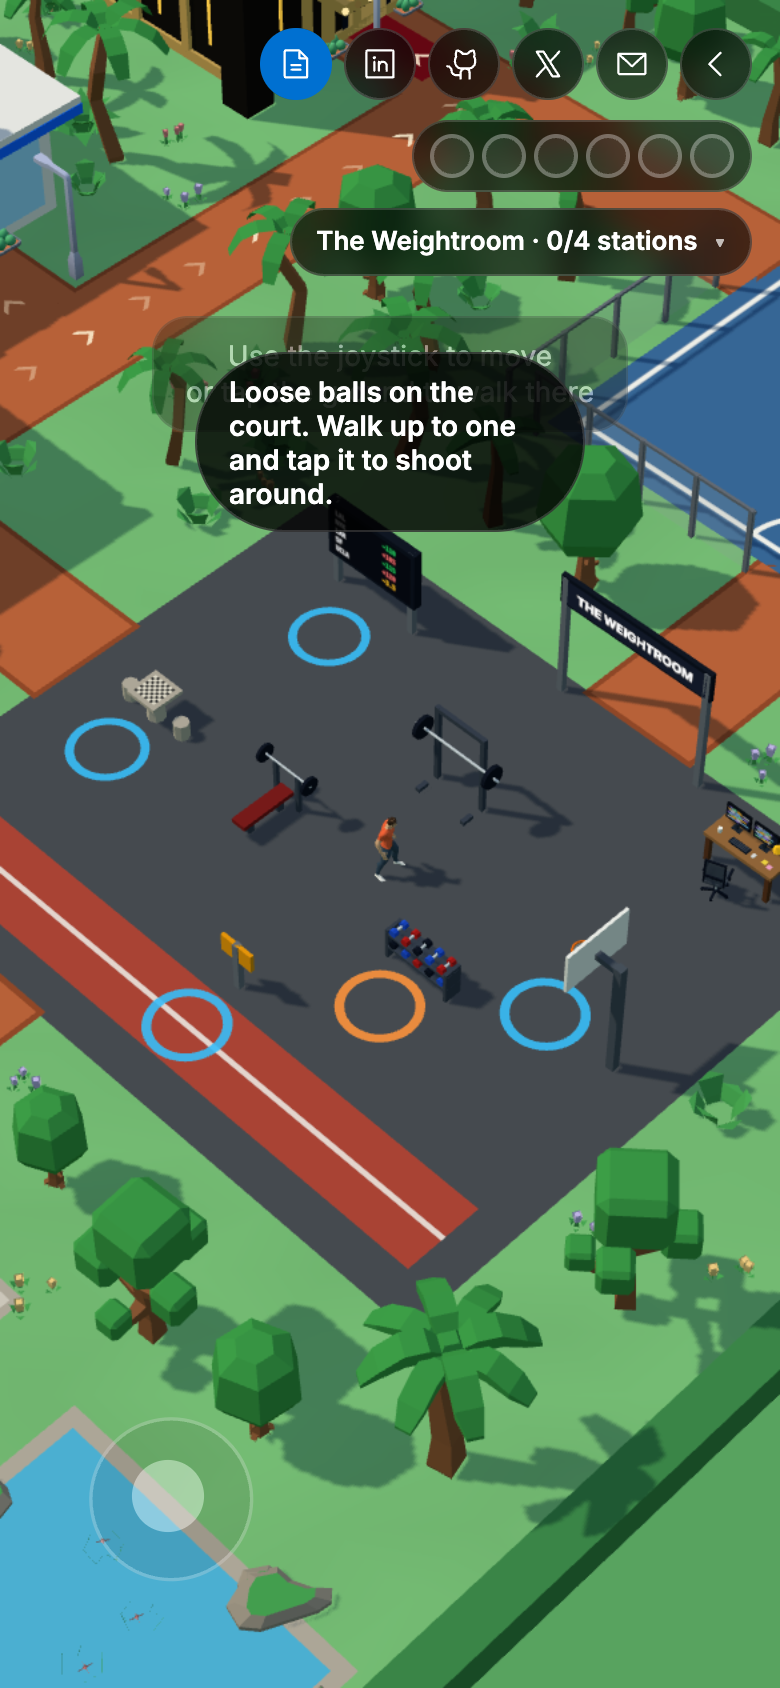 The Weightroom · 0/4 stations ▾
Use the joystick to move
or walk there
Loose balls on the
court. Walk up to one
and tap it to shoot
around.
THE WEIGHTROOM